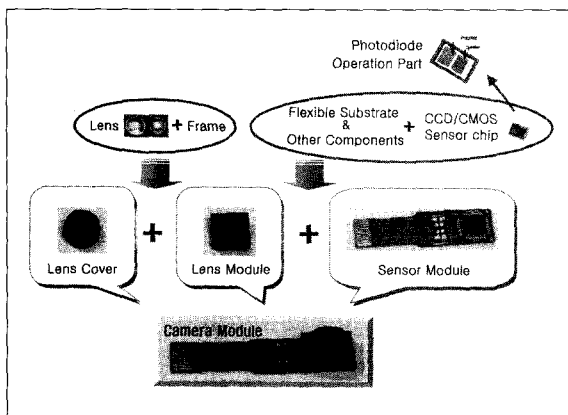 Photodiode
Operation Part
Lens + Frame
Flexible Substrate
&
Other Components
+
CCD/CMOS
Sensor chip
+
+
Lens Cover
Lens Module
Sensor Module
Camera Module